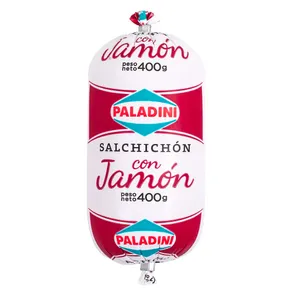 con
Jamón
peso
neto 400g
PALADINI
SALCHICHÓN
con
Jamón
peso
neto 400g
PALADINI